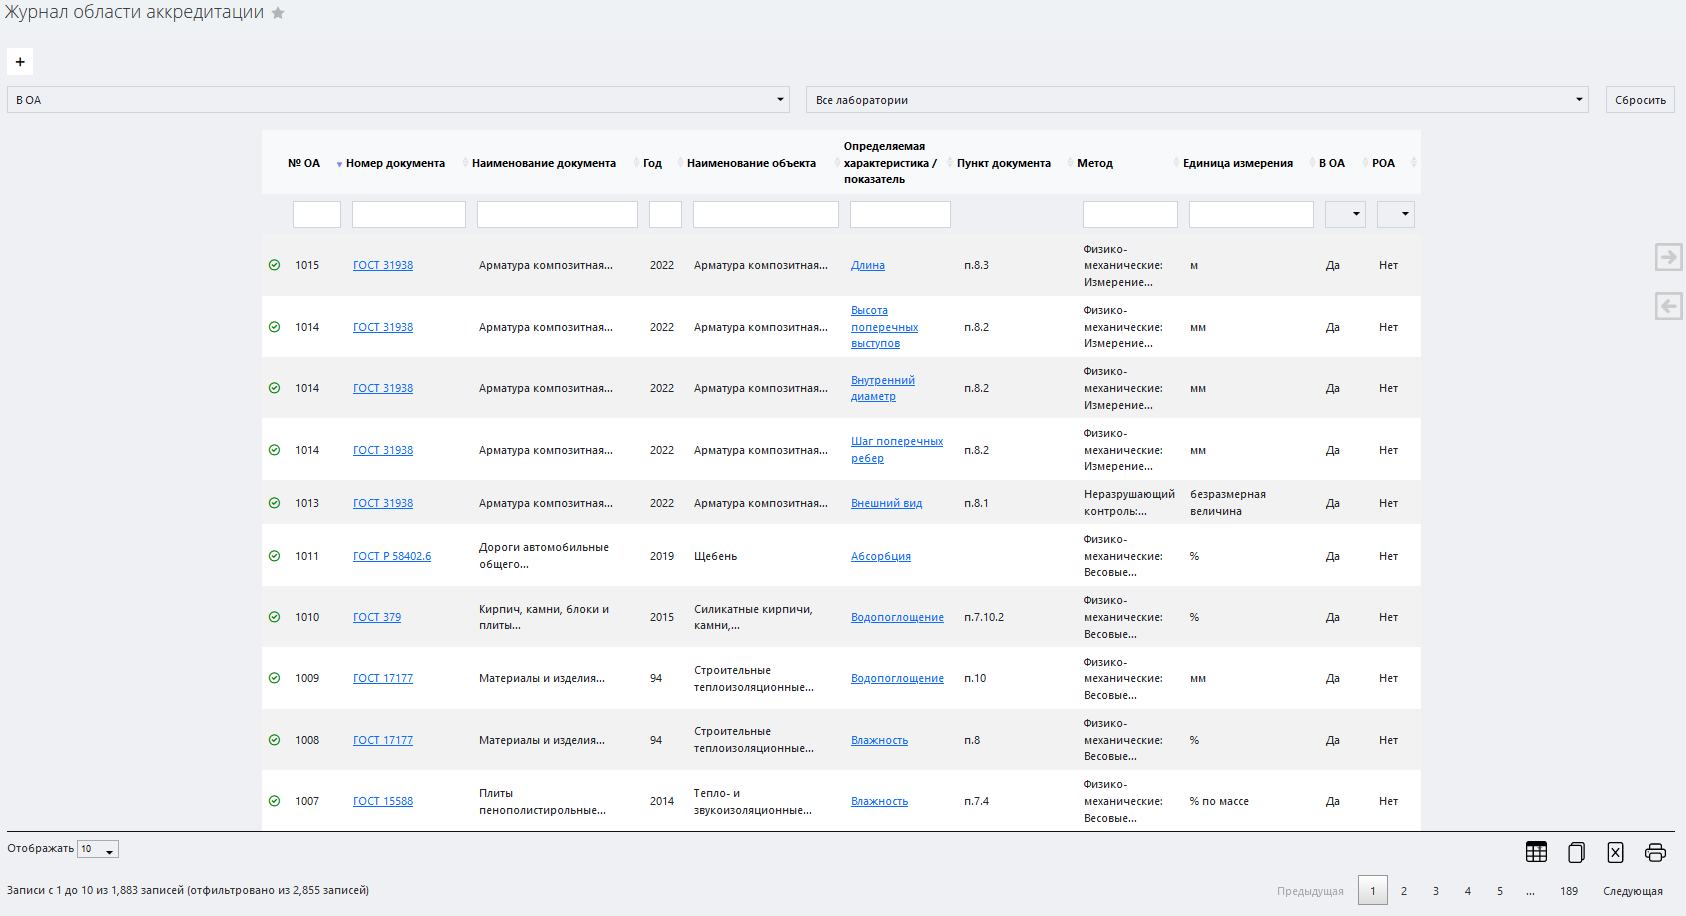 Журнал области аккредитации
+
В ОА
Все лаборатории
Сбросить
№ ОА
Номер документа
Наименование документа
Год
Наименование объекта
Определяемая
характеристика /
показатель
Пункт документа
Метод
Единица измерения
В ОА
РОА
1015
ГОСТ 31938
Арматура композитная...
2022
Арматура композитная...
Длина
п.8.3
Физико-
механические:
Измерение...
м
Да
Нет
1014
ГОСТ 31938
Арматура композитная...
2022
Арматура композитная...
Высота
поперечных
выступов
п.8.2
Физико-
механические:
Измерение...
мм
Да
Нет
1014
ГОСТ 31938
Арматура композитная...
2022
Арматура композитная...
Внутренний
диаметр
п.8.2
Физико-
механические:
Измерение...
мм
Да
Нет
1014
ГОСТ 31938
Арматура композитная...
2022
Арматура композитная...
Шаг поперечных
ребер
п.8.2
Физико-
механические:
Измерение...
мм
Да
Нет
1013
ГОСТ 31938
Арматура композитная...
2022
Арматура композитная...
Внешний вид
п.8.1
Неразрушающий
контроль:...
безразмерная
величина
Да
Нет
1011
ГОСТ Р 58402.6
Дороги автомобильные
общего...
2019
Щебень
Абсорбция
Физико-
механические:
Весовые...
%
Да
Нет
1010
ГОСТ 379
Кирпич, камни, блоки и
плиты...
2015
Силикатные кирпичи,
камни,...
Водопоглощение
п.7.10.2
Физико-
механические:
Весовые...
%
Да
Нет
1009
ГОСТ 17177
Материалы и изделия...
94
Строительные
теплоизоляционные...
Водопоглощение
п.10
Физико-
механические:
Весовые...
мм
Да
Нет
1008
ГОСТ 17177
Материалы и изделия...
94
Строительные
теплоизоляционные...
Влажность
п.8
Физико-
механические:
Весовые...
%
Да
Нет
1007
ГОСТ 15588
Плиты
пенополистирольные...
2014
Тепло- и
звукоизоляционные...
Влажность
п.7.4
Физико-
механические:
Весовые...
% по массе
Да
Нет
Отображать 10
Записи с 1 до 10 из 1,883 записей (отфильтровано из 2,855 записей)
Предыдущая 1 2 3 4 5 ... 189 Следующая